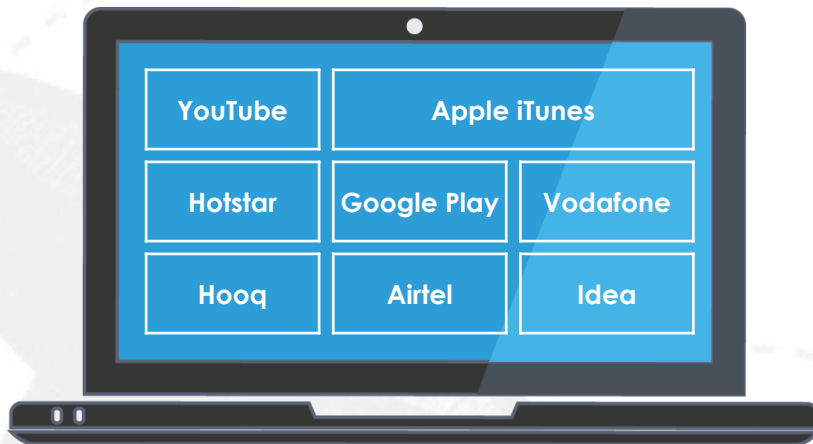 YouTube
Apple iTunes
Hotstar
Google Play
Vodafone
Hooq
Airtel
Idea